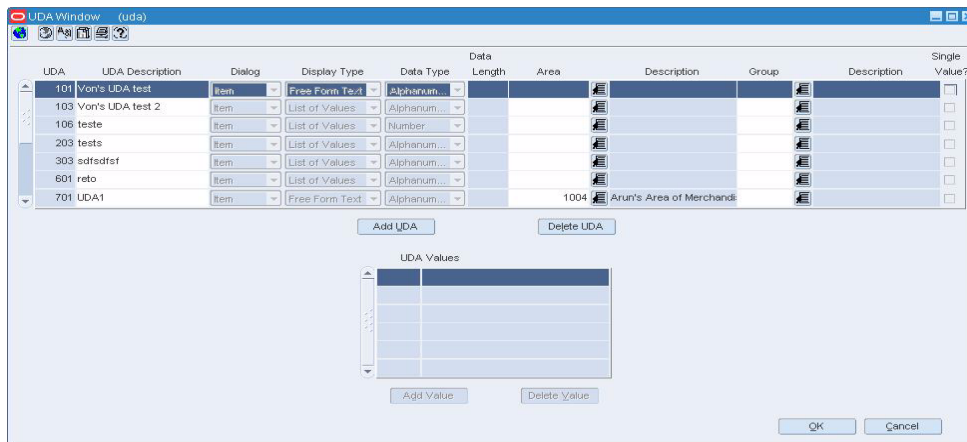 UDA Window (uda)
Data Single
UDA UDA Description Dialog Display Type Data Type Length Area Description Group Description Value?
101 Von's UDA test Item Free Form Text Alphanum...
103 Von's UDA test 2 Item List of Values Alphanum...
106 teste Item List of Values Number
203 tests Item List of Values Alphanum...
303 sdfsdfsf Item List of Values Alphanum...
601 reto Item List of Values Alphanum...
701 UDA1 Item Free Form Text Alphanum... 1004 Arun's Area of Merchandi
Add UDA Delete UDA
UDA Values
Add Value Delete Value
OK Cancel